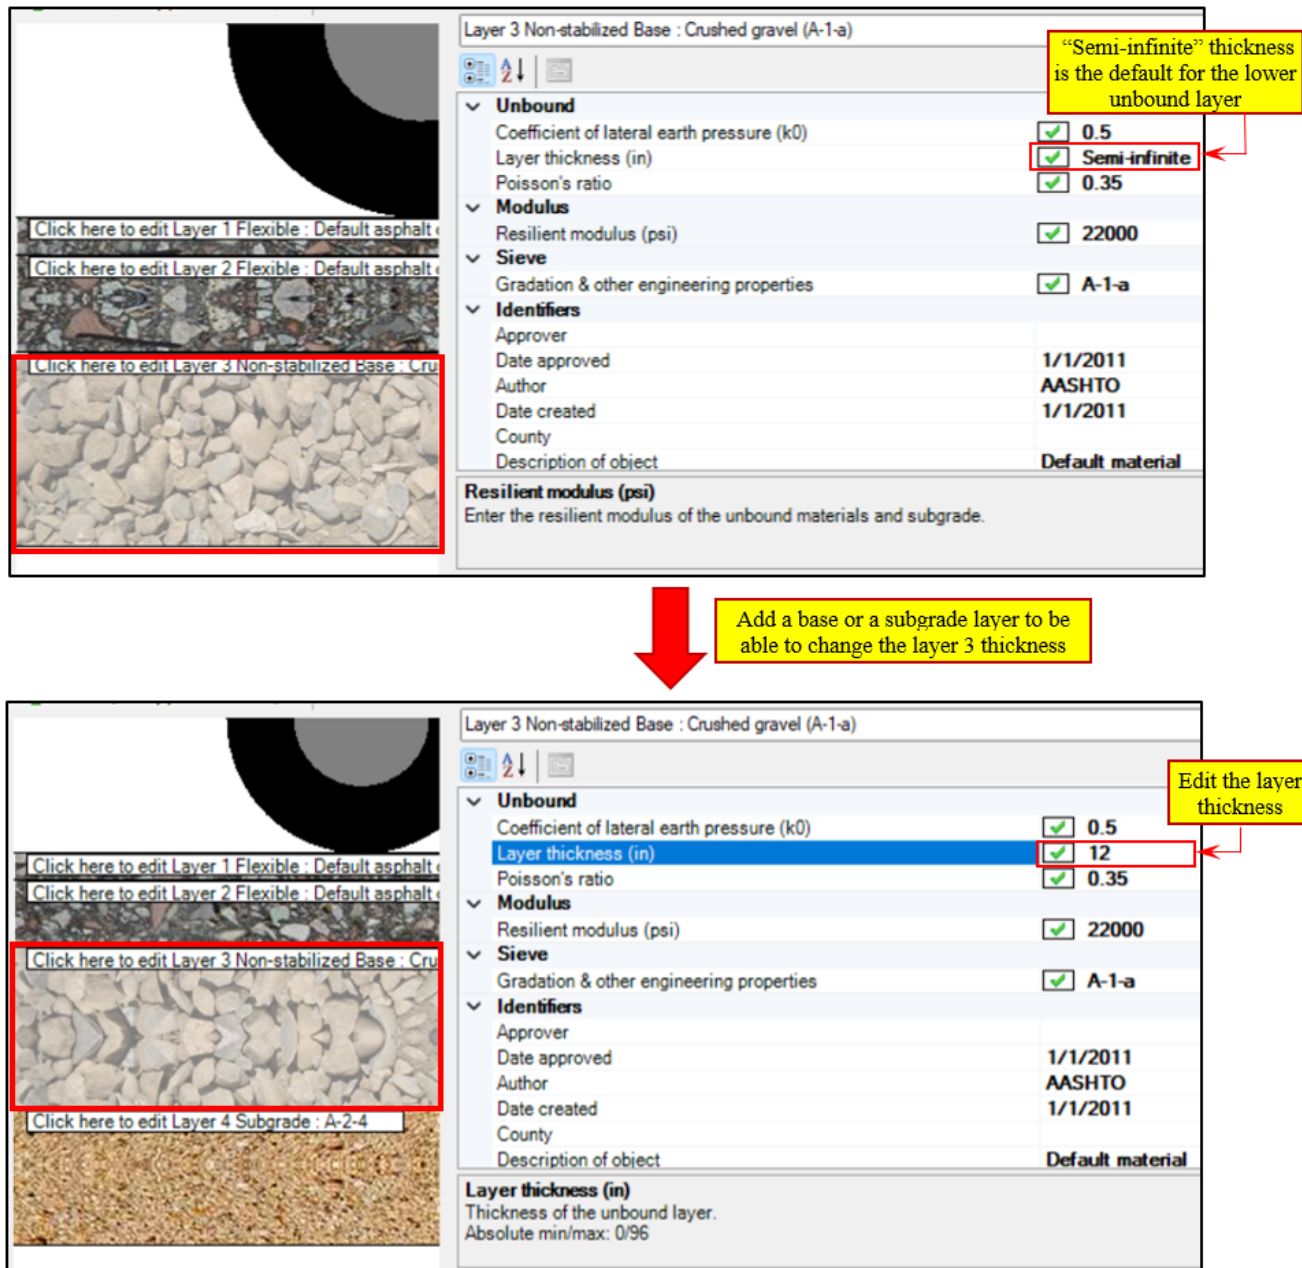 Layer 3 Non-stabilized Base : Crushed gravel (A-1-a)
“Semi-infinite” thickness
is the default for the lower
unbound layer
Unbound
Coefficient of lateral earth pressure (k0) 0.5
Layer thickness (in) Semi-infinite
Poisson's ratio 0.35
Modulus
Resilient modulus (psi) 22000
Sieve
Gradation & other engineering properties A-1-a
Identifiers
Approver
Date approved 1/1/2011
Author AASHTO
Date created 1/1/2011
County
Description of object Default material
Resilient modulus (psi)
Enter the resilient modulus of the unbound materials and subgrade.
Click here to edit Layer 1 Flexible : Default asphalt
Click here to edit Layer 2 Flexible : Default asphalt
Click here to edit Layer 3 Non-stabilized Base : Cru
Add a base or a subgrade layer to be
able to change the layer 3 thickness
Layer 3 Non-stabilized Base : Crushed gravel (A-1-a)
Edit the layer
thickness
Unbound
Coefficient of lateral earth pressure (k0) 0.5
Layer thickness (in) 12
Poisson's ratio 0.35
Modulus
Resilient modulus (psi) 22000
Sieve
Gradation & other engineering properties A-1-a
Identifiers
Approver
Date approved 1/1/2011
Author AASHTO
Date created 1/1/2011
County
Description of object Default material
Layer thickness (in)
Thickness of the unbound layer.
Absolute min/max: 0/96
Click here to edit Layer 1 Flexible : Default asphalt
Click here to edit Layer 2 Flexible : Default asphalt
Click here to edit Layer 3 Non-stabilized Base : Cru
Click here to edit Layer 4 Subgrade : A-2-4